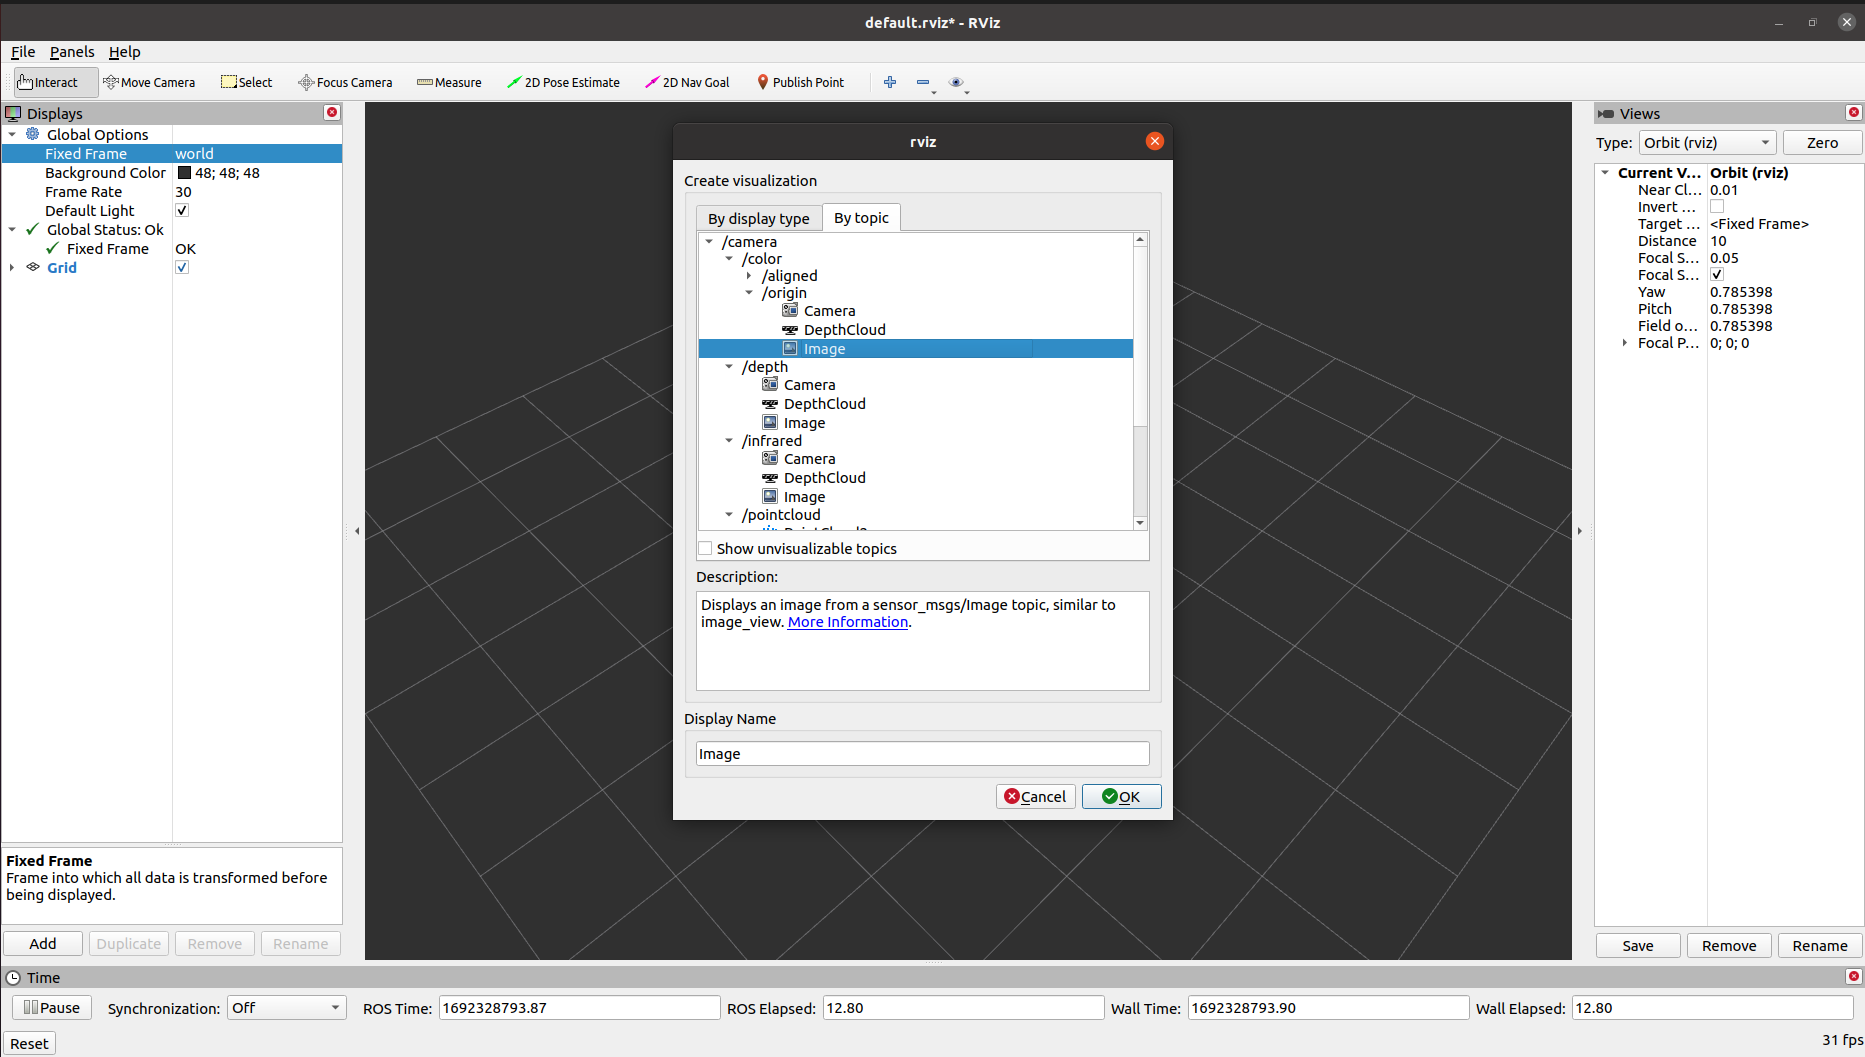 default.rviz* - RViz
File Panels Help
Interact Move Camera Select Focus Camera Measure 2D Pose Estimate 2D Nav Goal Publish Point
Displays
Global Options
Fixed Frame world
Background Color 48; 48; 48
Frame Rate 30
Default Light
Global Status: Ok
Fixed Frame OK
Grid
Fixed Frame
Frame into which all data is transformed before
being displayed.
Add Duplicate Remove Rename
rviz
Create visualization
By display type By topic
/camera
/color
/aligned
/origin
Camera
DepthCloud
Image
/depth
Camera
DepthCloud
Image
/infrared
Camera
DepthCloud
Image
/pointcloud
Show unvisualizable topics
Description:
Displays an image from a sensor_msgs/Image topic, similar to
image_view. More Information.
Display Name
Image
Cancel OK
Views
Type: Orbit (rviz) Zero
Current V... Orbit (rviz)
Near Cl... 0.01
Invert ...
Target ... <Fixed Frame>
Distance 10
Focal S... 0.05
Focal S...
Yaw 0.785398
Pitch 0.785398
Field o... 0.785398
Focal P... 0; 0; 0
Save Remove Rename
Time
Pause Synchronization: Off ROS Time: 1692328793.87 ROS Elapsed: 12.80 Wall Time: 1692328793.90 Wall Elapsed: 12.80
Reset 31 fps